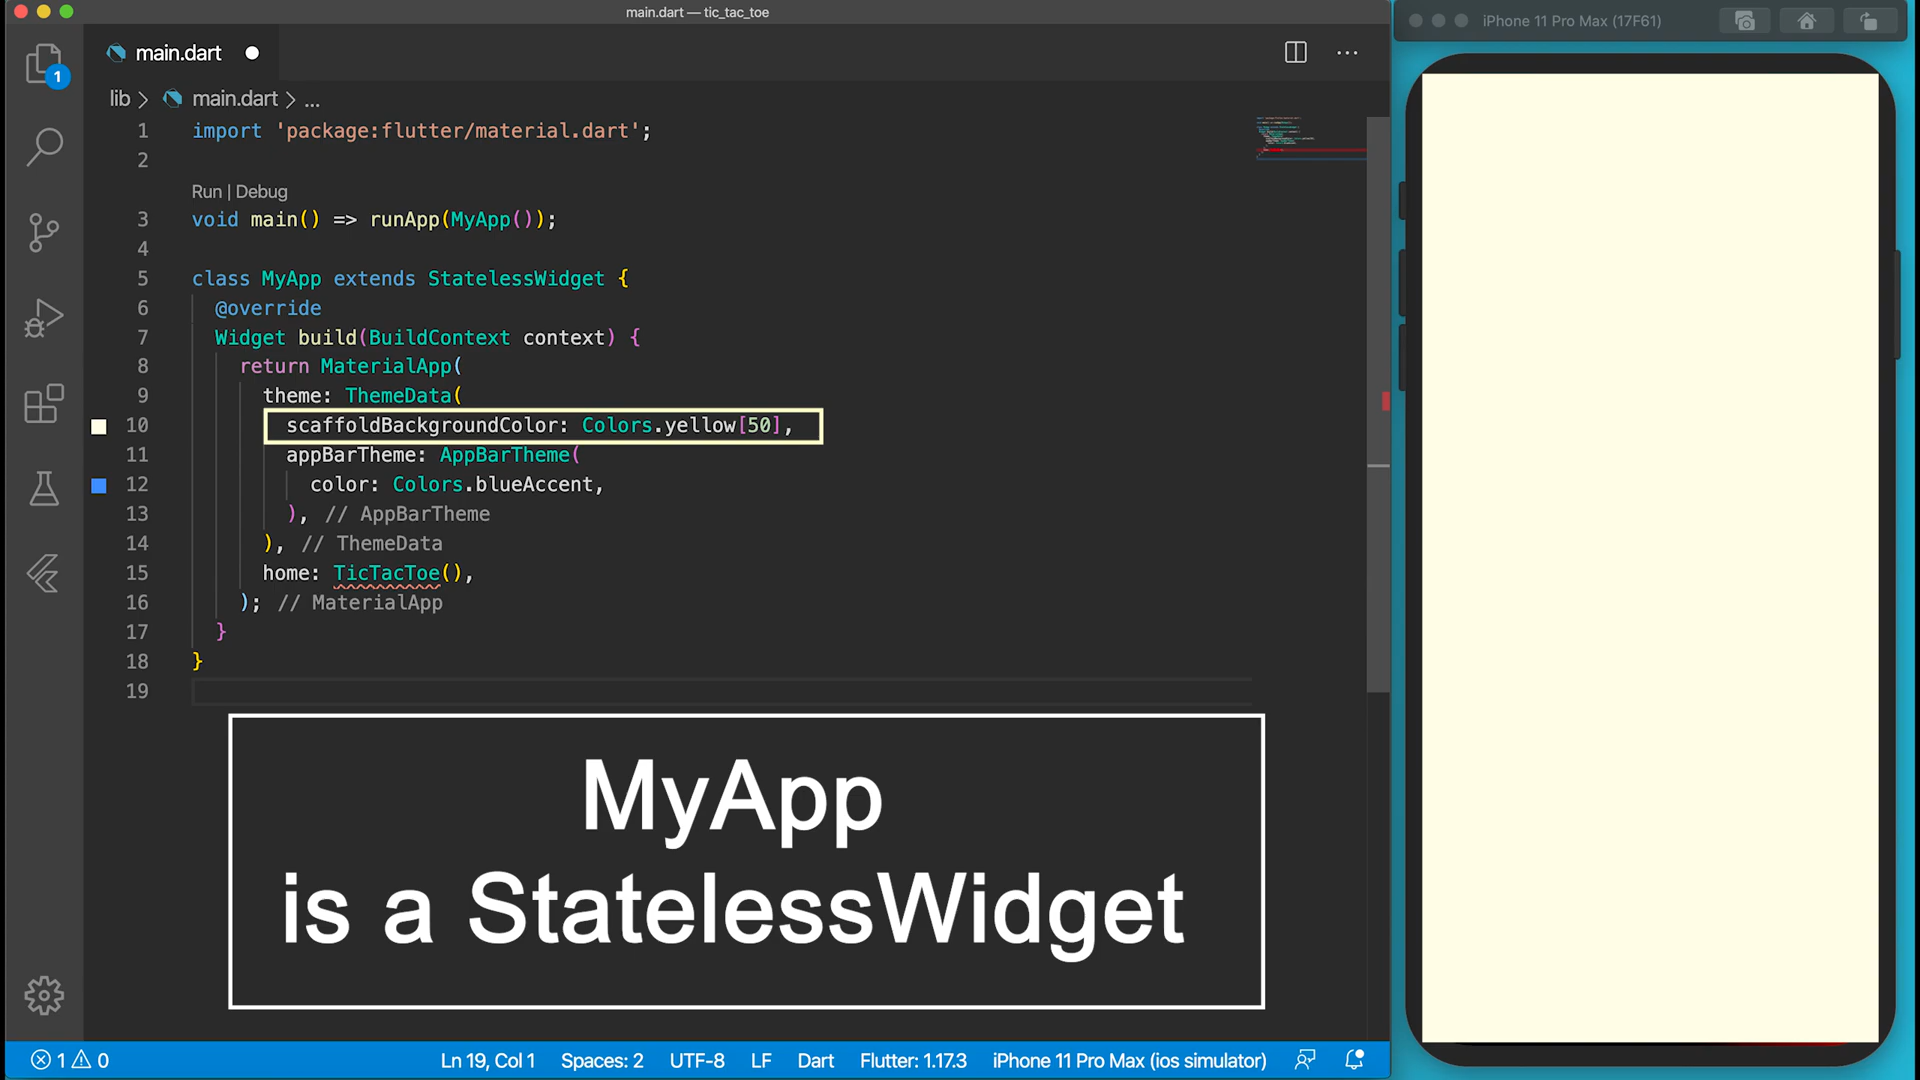 main.dart — tic_tac_toe
iPhone 11 Pro Max (17F61)
main.dart
1
lib > main.dart > ...
1 import 'package:flutter/material.dart';
2
Run | Debug
3 void main() => runApp(MyApp());
4
5 class MyApp extends StatelessWidget {
6 @override
7 Widget build(BuildContext context) {
8 return MaterialApp(
9 theme: ThemeData(
10 scaffoldBackgroundColor: Colors.yellow[50],
11 appBarTheme: AppBarTheme(
12 color: Colors.blueAccent,
13 ), // AppBarTheme
14 ), // ThemeData
15 home: TicTacToe(),
16 ); // MaterialApp
17 }
18 }
19
MyApp
is a StatelessWidget
1 0 Ln 19, Col 1 Spaces: 2 UTF-8 LF Dart Flutter: 1.17.3 iPhone 11 Pro Max (ios simulator)